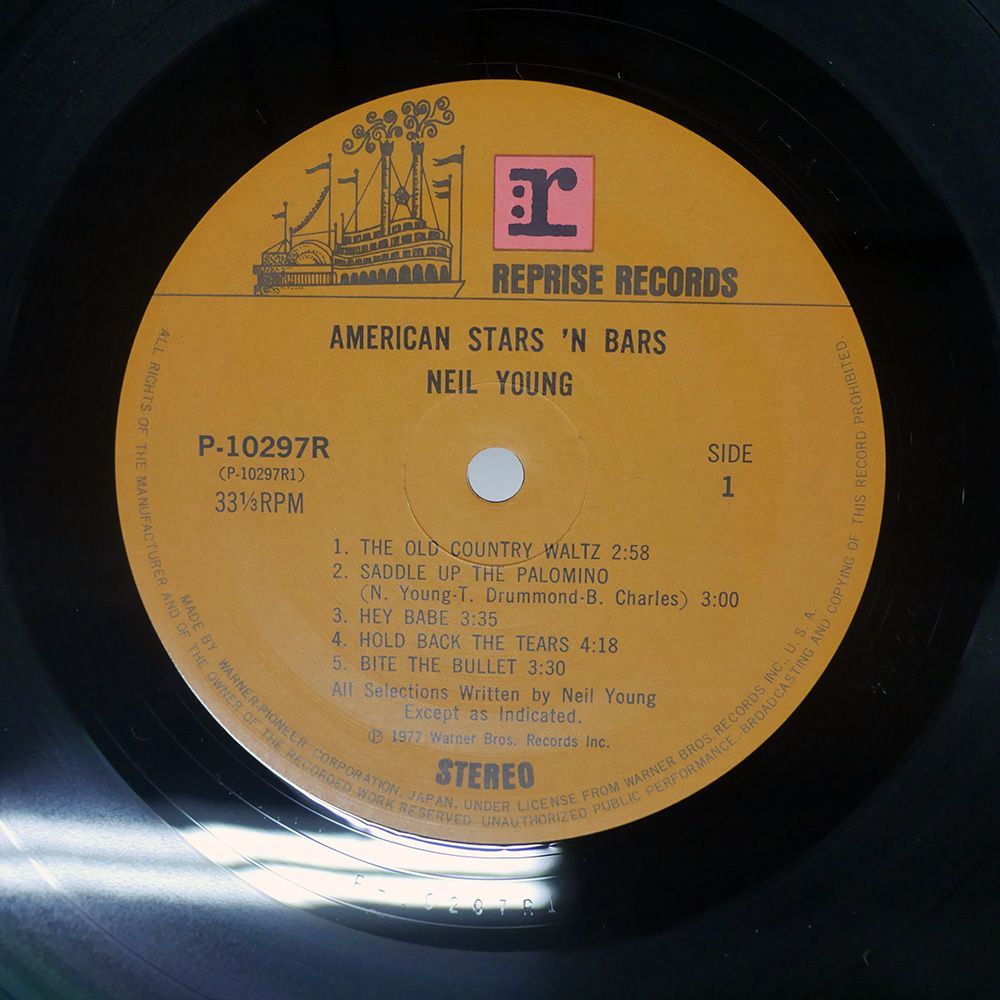 r
REPRISE RECORDS
AMERICAN STARS 'N BARS
NEIL YOUNG
P-10297R
(P-10297R1)
33⅓RPM
SIDE
1
1. THE OLD COUNTRY WALTZ 2:58
2. SADDLE UP THE PALOMINO
(N. Young-T. Drummond-B. Charles) 3:00
3. HEY BABE 3:35
4. HOLD BACK THE TEARS 4:18
5. BITE THE BULLET 3:30
All Selections Written by Neil Young
Except as Indicated.
℗ 1977 Warner Bros. Records Inc.
STEREO
MADE BY WARNER-PIONEER CORPORATION, JAPAN, UNDER LICENSE FROM WARNER BROS. RECORDS INC., U.S.A.
ALL RIGHTS OF THE MANUFACTURER AND OF THE OWNER OF THE RECORDED WORK RESERVED. UNAUTHORIZED PUBLIC PERFORMANCE, BROADCASTING AND COPYING OF THIS RECORD PROHIBITED